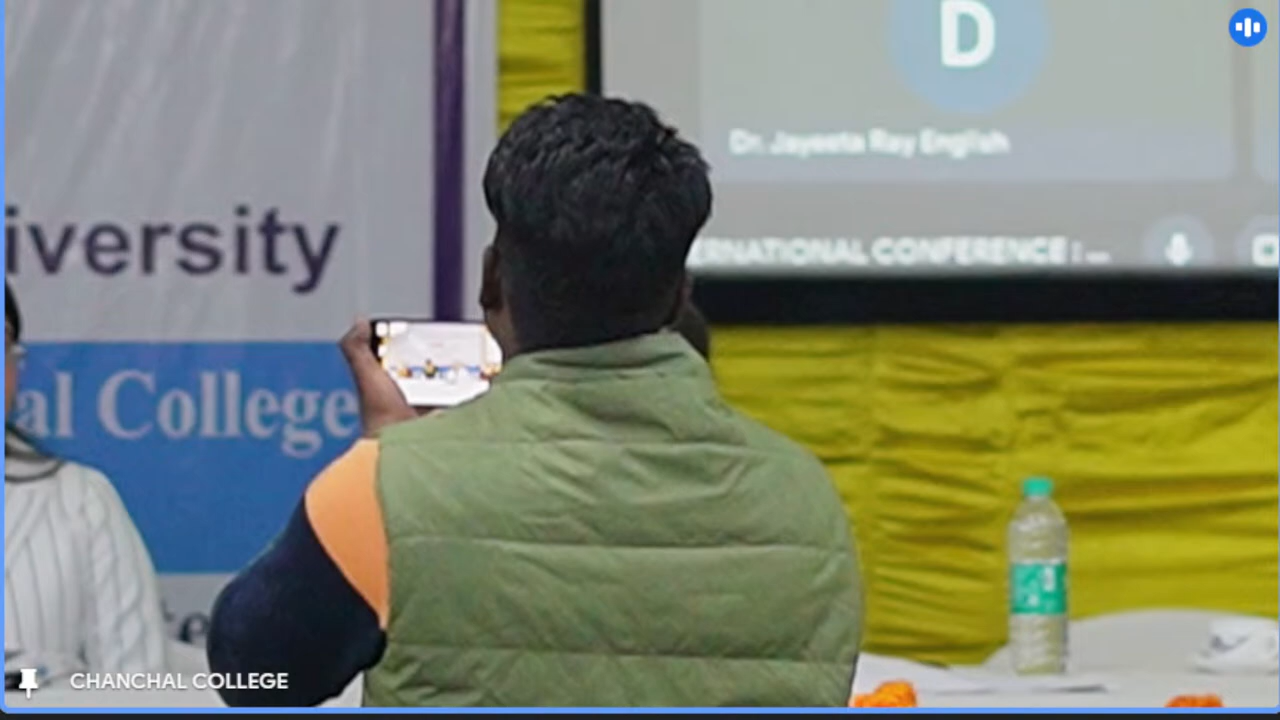 D
Dr. Jayeeta Ray English
ERNATIONAL CONFERENCE : ...
iversity
al College
CHANCHAL COLLEGE